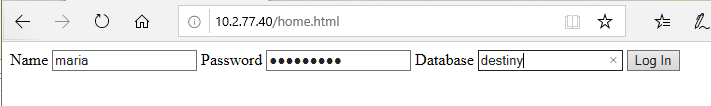 10.2.77.40/home.html
Name maria Password ●●●●●●●●● Database destiny × Log In